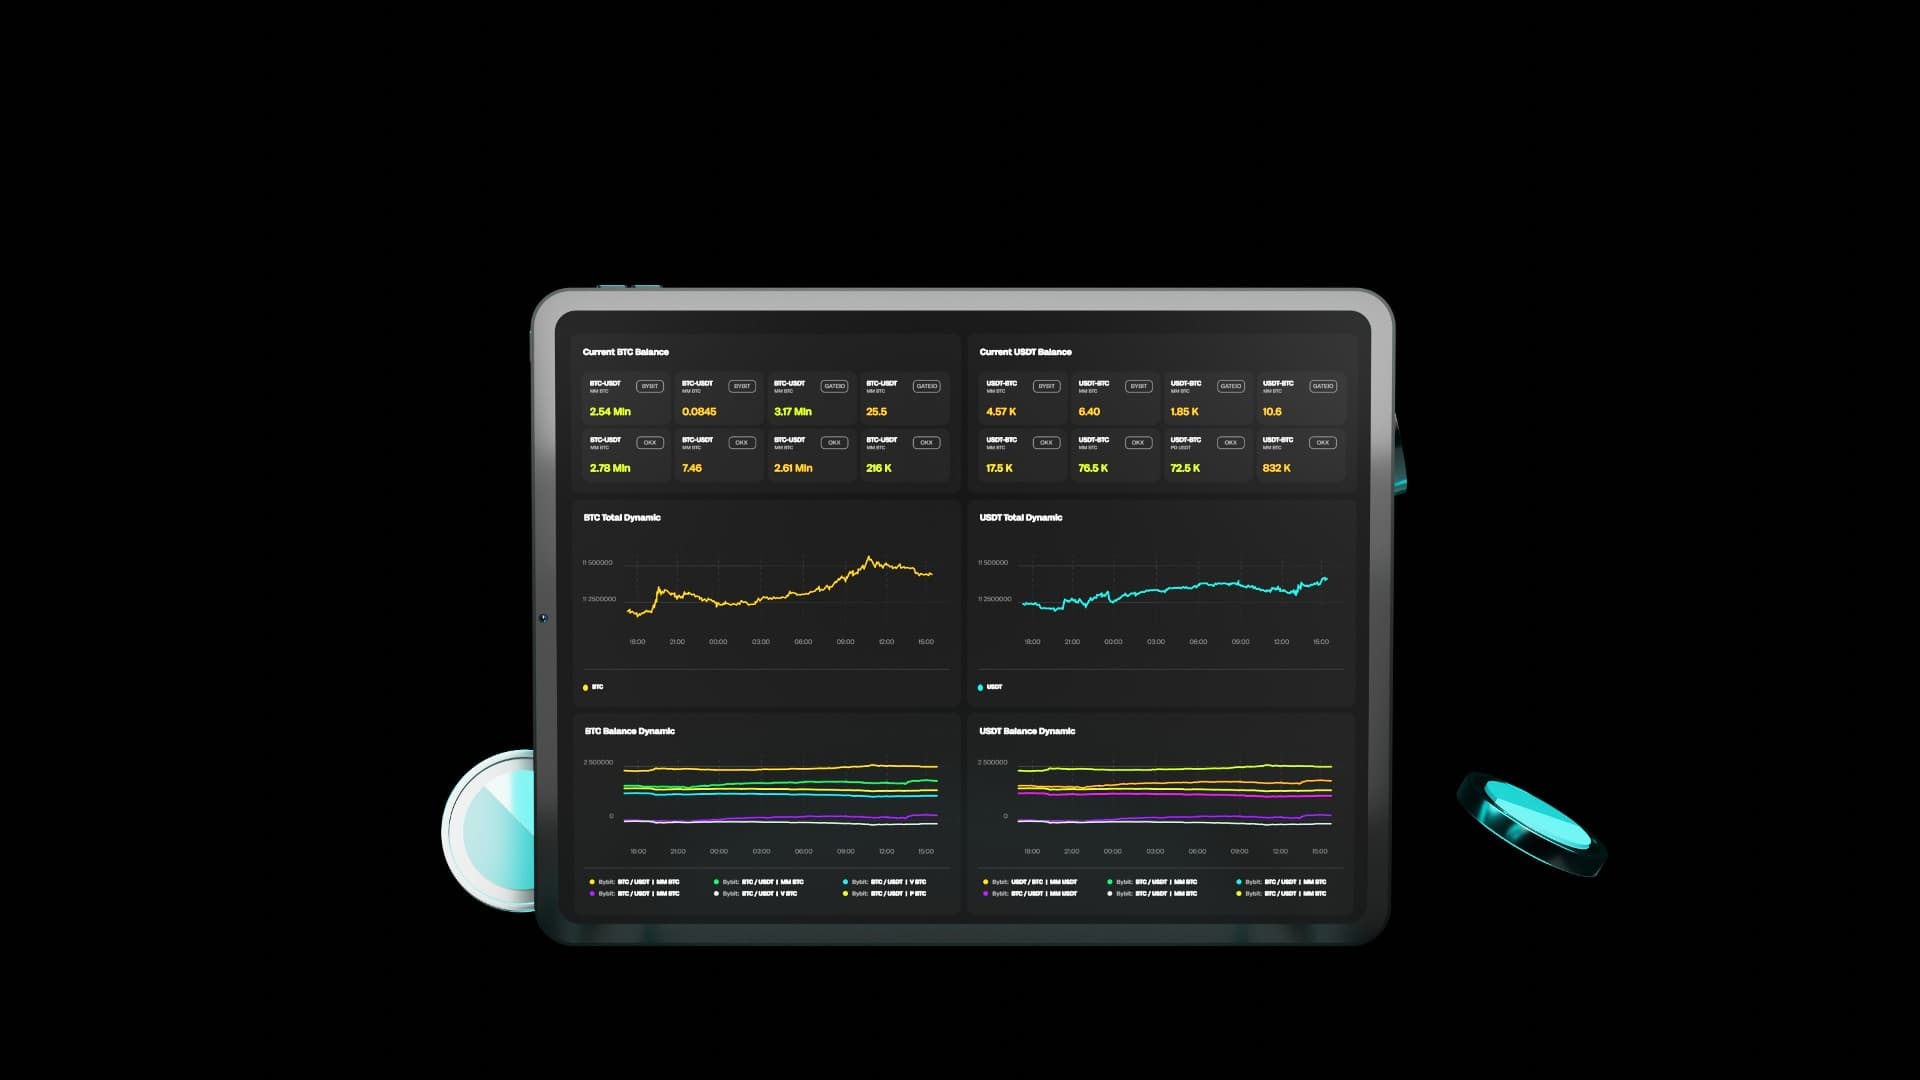 Current BTC Balance
BTC-USDT BYBIT BTC-USDT BYBIT BTC-USDT GATEIO BTC-USDT GATEIO
MM BTC MM BTC MM BTC MM BTC
2.54 Mln 0.0845 3.17 Mln 25.5
BTC-USDT OKX BTC-USDT OKX BTC-USDT OKX BTC-USDT OKX
MM BTC MM BTC MM BTC MM BTC
2.78 Mln 7.46 2.61 Mln 216 K
Current USDT Balance
USDT-BTC BYBIT USDT-BTC BYBIT USDT-BTC GATEIO USDT-BTC GATEIO
MM BTC MM BTC MM BTC MM BTC
4.57 K 6.40 1.85 K 10.6
USDT-BTC OKX USDT-BTC OKX USDT-BTC OKX USDT-BTC OKX
MM BTC MM BTC PO USDT MM BTC
17.5 K 76.5 K 72.5 K 832 K
BTC Total Dynamic
11 500000
11 2500000
18:00 21:00 00:00 03:00 06:00 09:00 12:00 15:00
BTC
USDT Total Dynamic
11 500000
11 2500000
18:00 21:00 00:00 03:00 06:00 09:00 12:00 15:00
USDT
BTC Balance Dynamic
2 500000
0
18:00 21:00 00:00 03:00 06:00 09:00 12:00 15:00
Bybit: BTC / USDT | MM BTC Bybit: BTC / USDT | MM BTC Bybit: BTC / USDT | V BTC
Bybit: BTC / USDT | MM BTC Bybit: BTC / USDT | V BTC Bybit: BTC / USDT | P BTC
USDT Balance Dynamic
2 500000
0
18:00 21:00 00:00 03:00 06:00 09:00 12:00 15:00
Bybit: USDT / BTC | MM USDT Bybit: BTC / USDT | MM BTC Bybit: BTC / USDT | MM BTC
Bybit: BTC / USDT | MM USDT Bybit: BTC / USDT | MM BTC Bybit: BTC / USDT | MM BTC